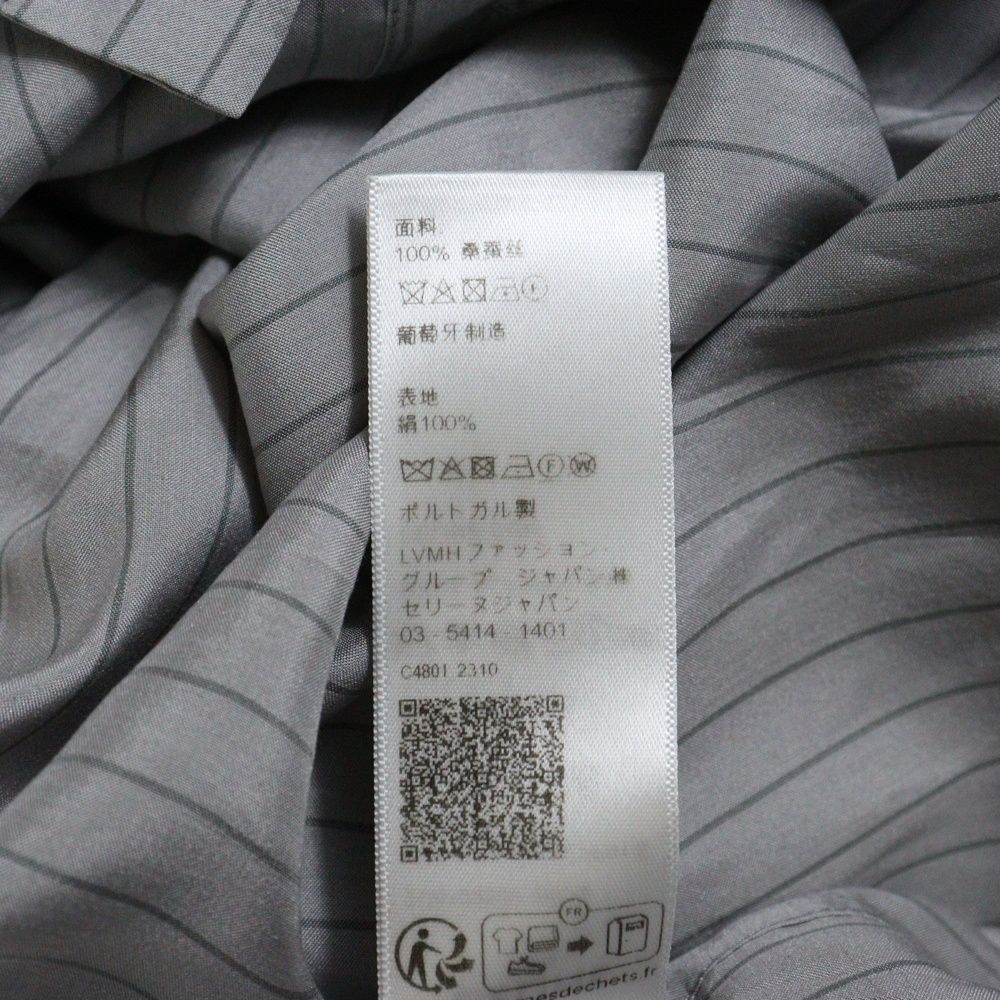 面料
100% 桑蚕丝
葡萄牙制造
表地
絹100%
F W
ポルトガル製
LVMHファッション・
グループ ジャパン株
セリーヌジャパン
03 - 5414 - 1401
C480I 2310
FR
mesdechets.fr